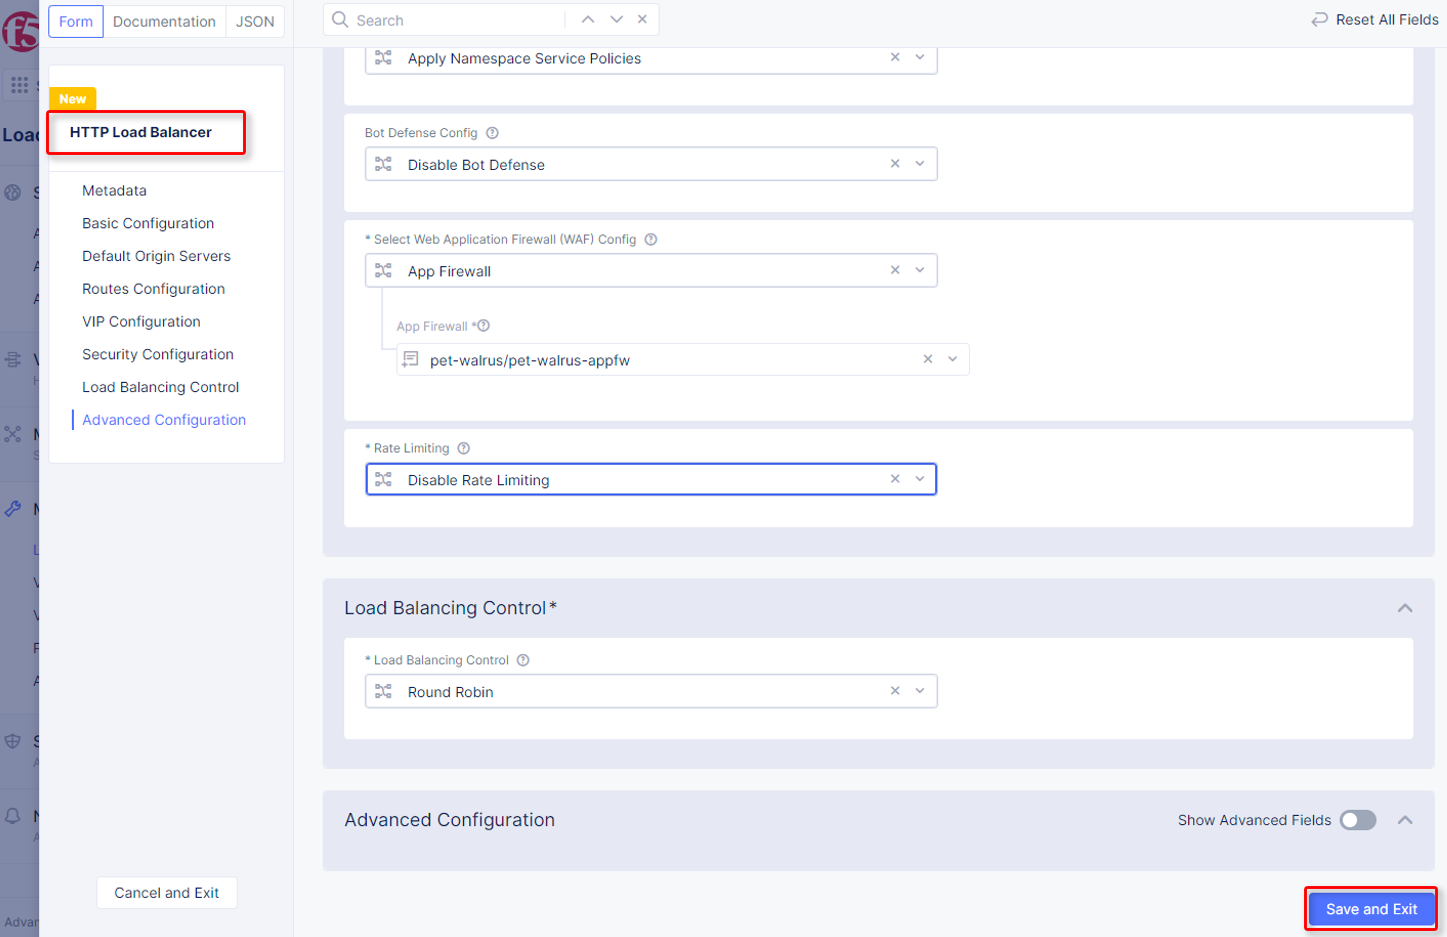 Form
Documentation
JSON
Search
Reset All Fields
f5
New
HTTP Load Balancer
Metadata
Basic Configuration
Default Origin Servers
Routes Configuration
VIP Configuration
Security Configuration
Load Balancing Control
Advanced Configuration
Cancel and Exit
Apply Namespace Service Policies
Bot Defense Config
Disable Bot Defense
* Select Web Application Firewall (WAF) Config
App Firewall
App Firewall *
pet-walrus/pet-walrus-appfw
* Rate Limiting
Disable Rate Limiting
Load Balancing Control*
* Load Balancing Control
Round Robin
Advanced Configuration
Show Advanced Fields
Save and Exit